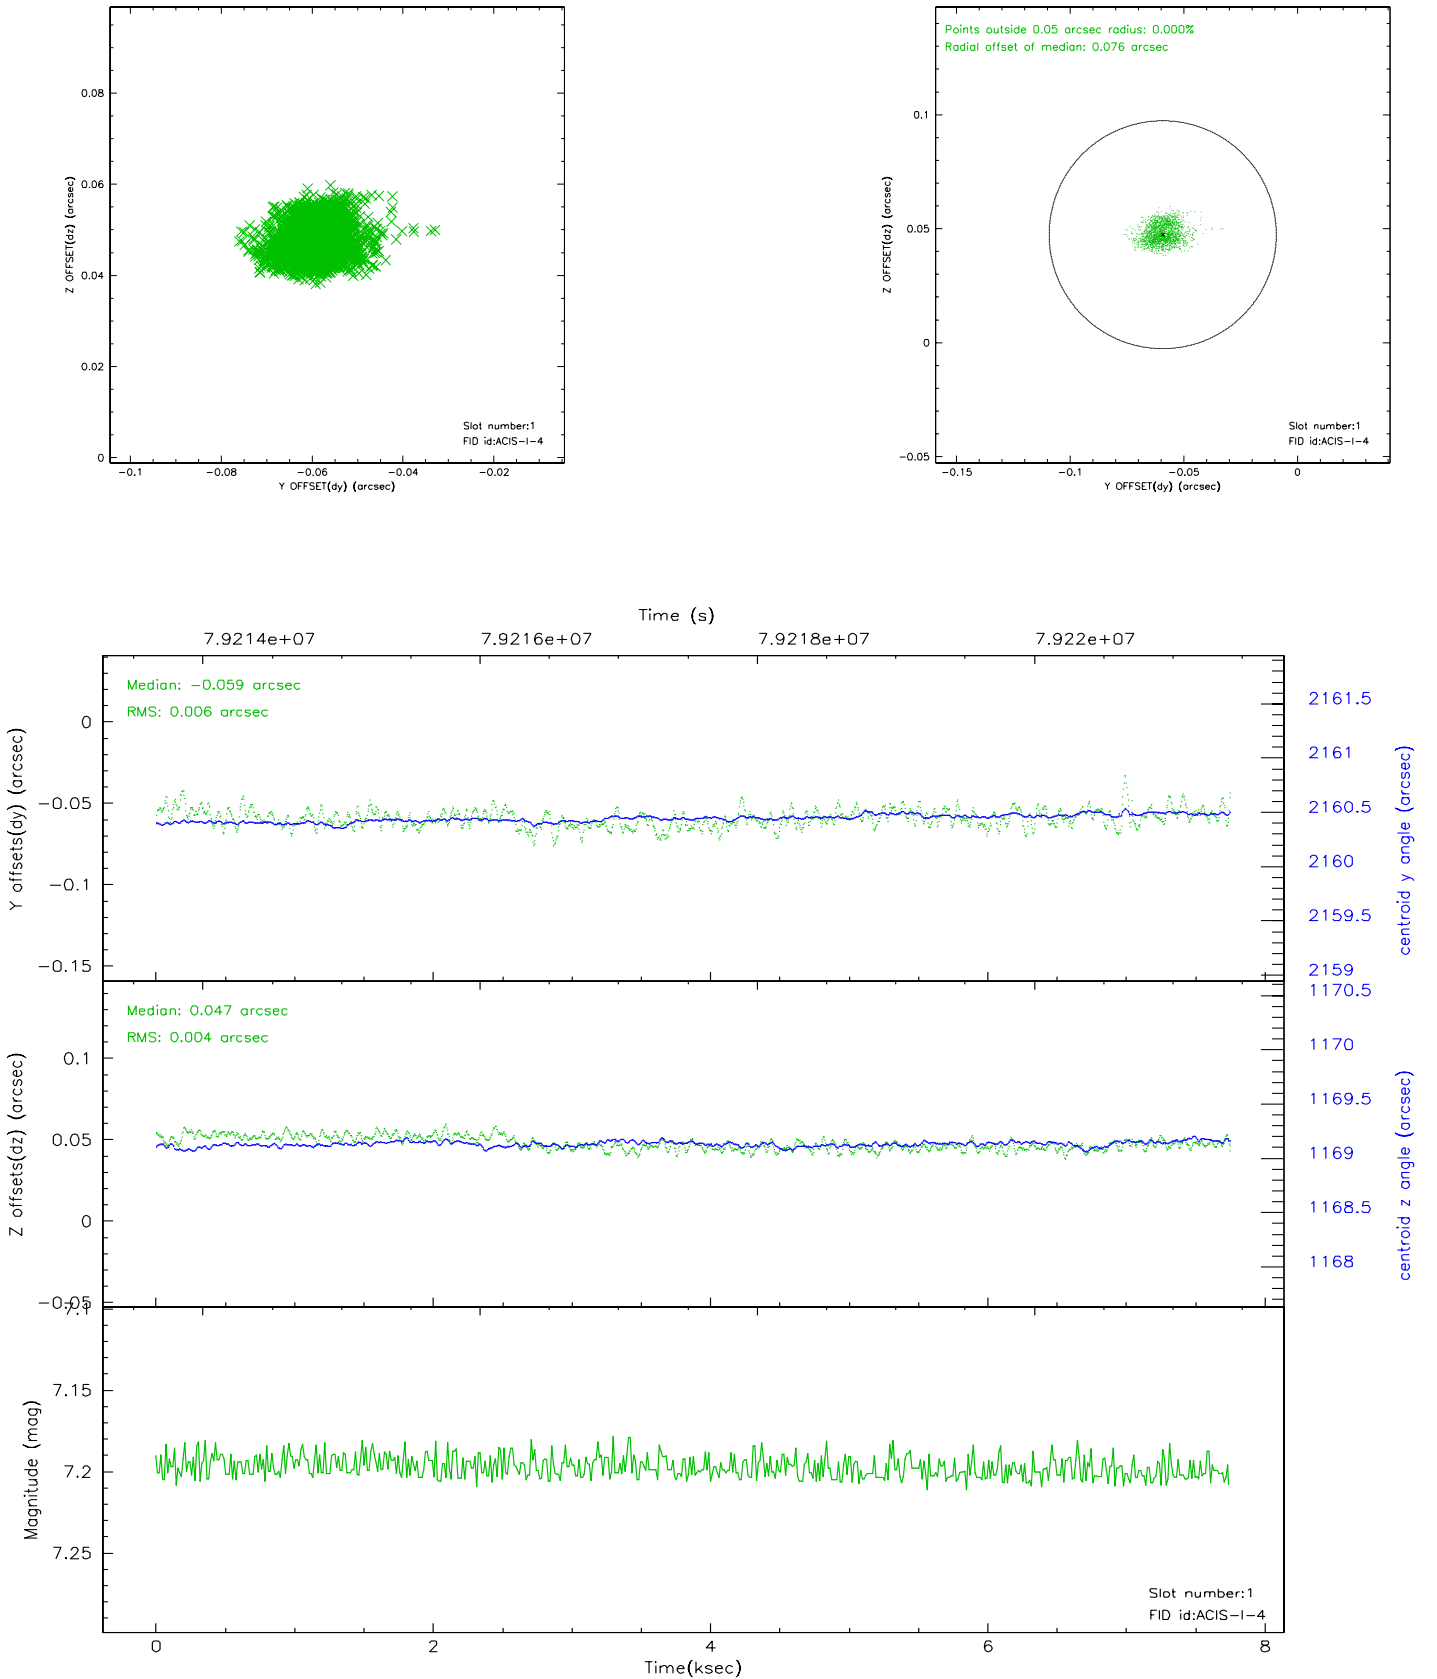 0.08
0.06
0.04
0.02
0
Z OFFSET(dz) (arcsec)
Slot number:1
FID id:ACIS-I-4
-0.1
-0.08
-0.06
-0.04
-0.02
Y OFFSET(dy) (arcsec)
Points outside 0.05 arcsec radius: 0.000%
Radial offset of median: 0.076 arcsec
0.1
0.05
0
-0.05
Z OFFSET(dz) (arcsec)
Slot number:1
FID id:ACIS-I-4
-0.15
-0.1
-0.05
0
Y OFFSET(dy) (arcsec)
Time (s)
7.9214e+07
7.9216e+07
7.9218e+07
7.922e+07
Median: -0.059 arcsec
RMS: 0.006 arcsec
0
-0.05
-0.1
-0.15
Y offsets(dy) (arcsec)
2161.5
2161
2160.5
2160
2159.5
2159
centroid y angle (arcsec)
Median: 0.047 arcsec
RMS: 0.004 arcsec
0.1
0.05
0
-0.05
Z offsets(dz) (arcsec)
1170.5
1170
1169.5
1169
1168.5
1168
centroid z angle (arcsec)
7.1
7.15
7.2
7.25
Magnitude (mag)
Slot number:1
FID id:ACIS-I-4
0
2
4
6
8
Time(ksec)